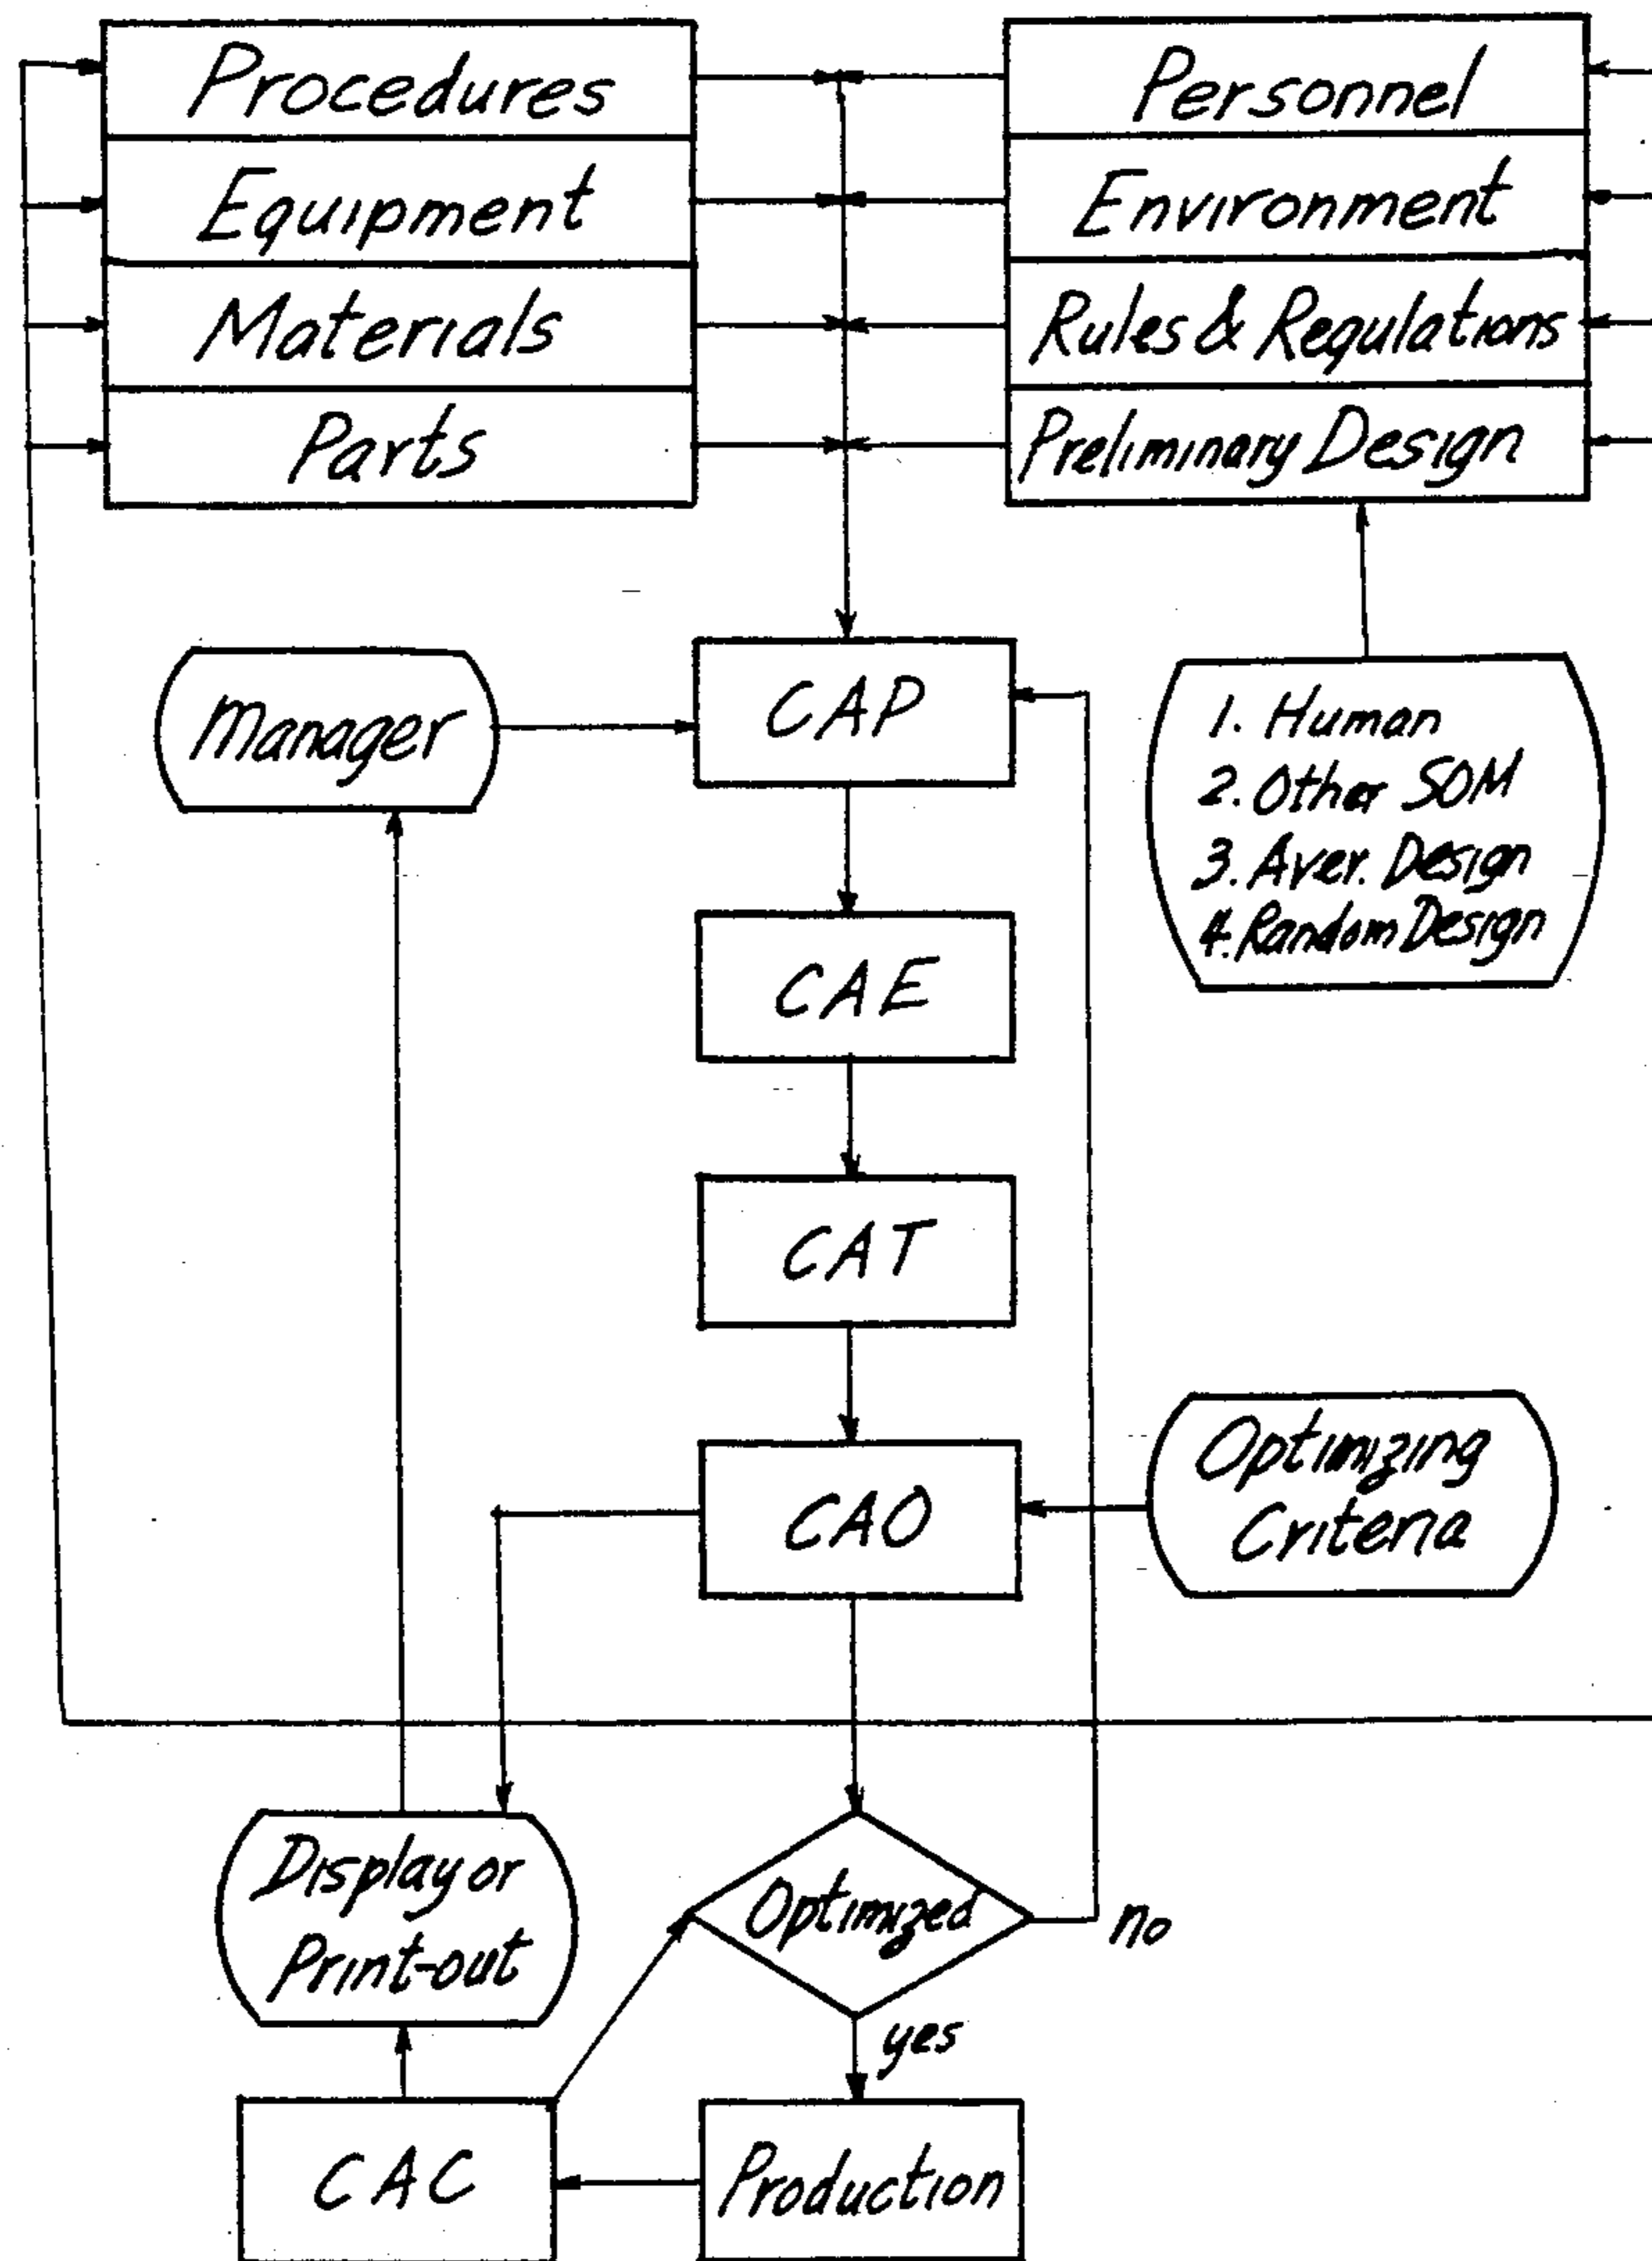 Procedures
Equipment
Materials
Parts
Personnel
Environment
Rules & Regulations
Preliminary Design
Manager
CAP
1. Human
2. Other SOM
3. Aver. Design
4. Random Design
CAE
CAT
CAO
Optimizing
Criteria
Display or
Print-out
Optimized
no
yes
CAC
Production